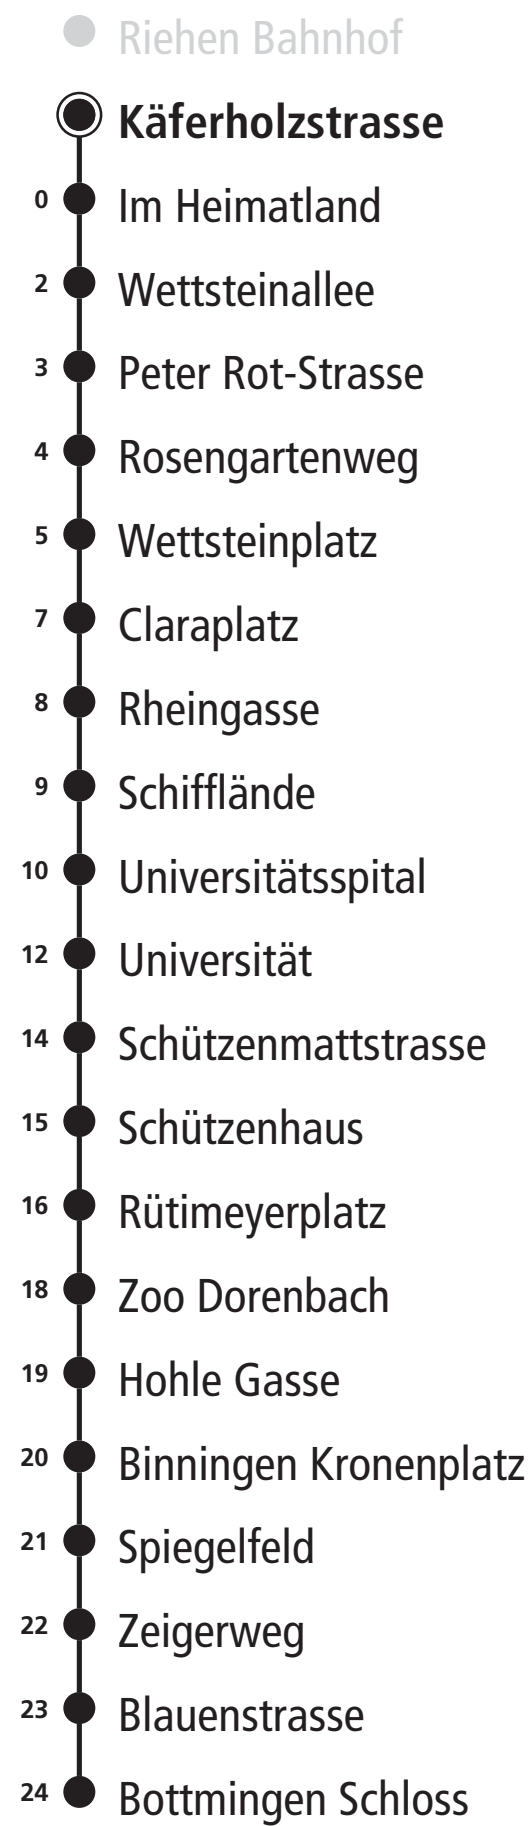 Riehen Bahnhof
Käferholzstrasse
0 Im Heimatland
2 Wettsteinallee
3 Peter Rot-Strasse
4 Rosengartenweg
5 Wettsteinplatz
7 Claraplatz
8 Rheingasse
9 Schifflände
10 Universitätsspital
12 Universität
14 Schützenmattstrasse
15 Schützenhaus
16 Rütimeyerplatz
18 Zoo Dorenbach
19 Hohle Gasse
20 Binningen Kronenplatz
21 Spiegelfeld
22 Zeigerweg
23 Blauenstrasse
24 Bottmingen Schloss